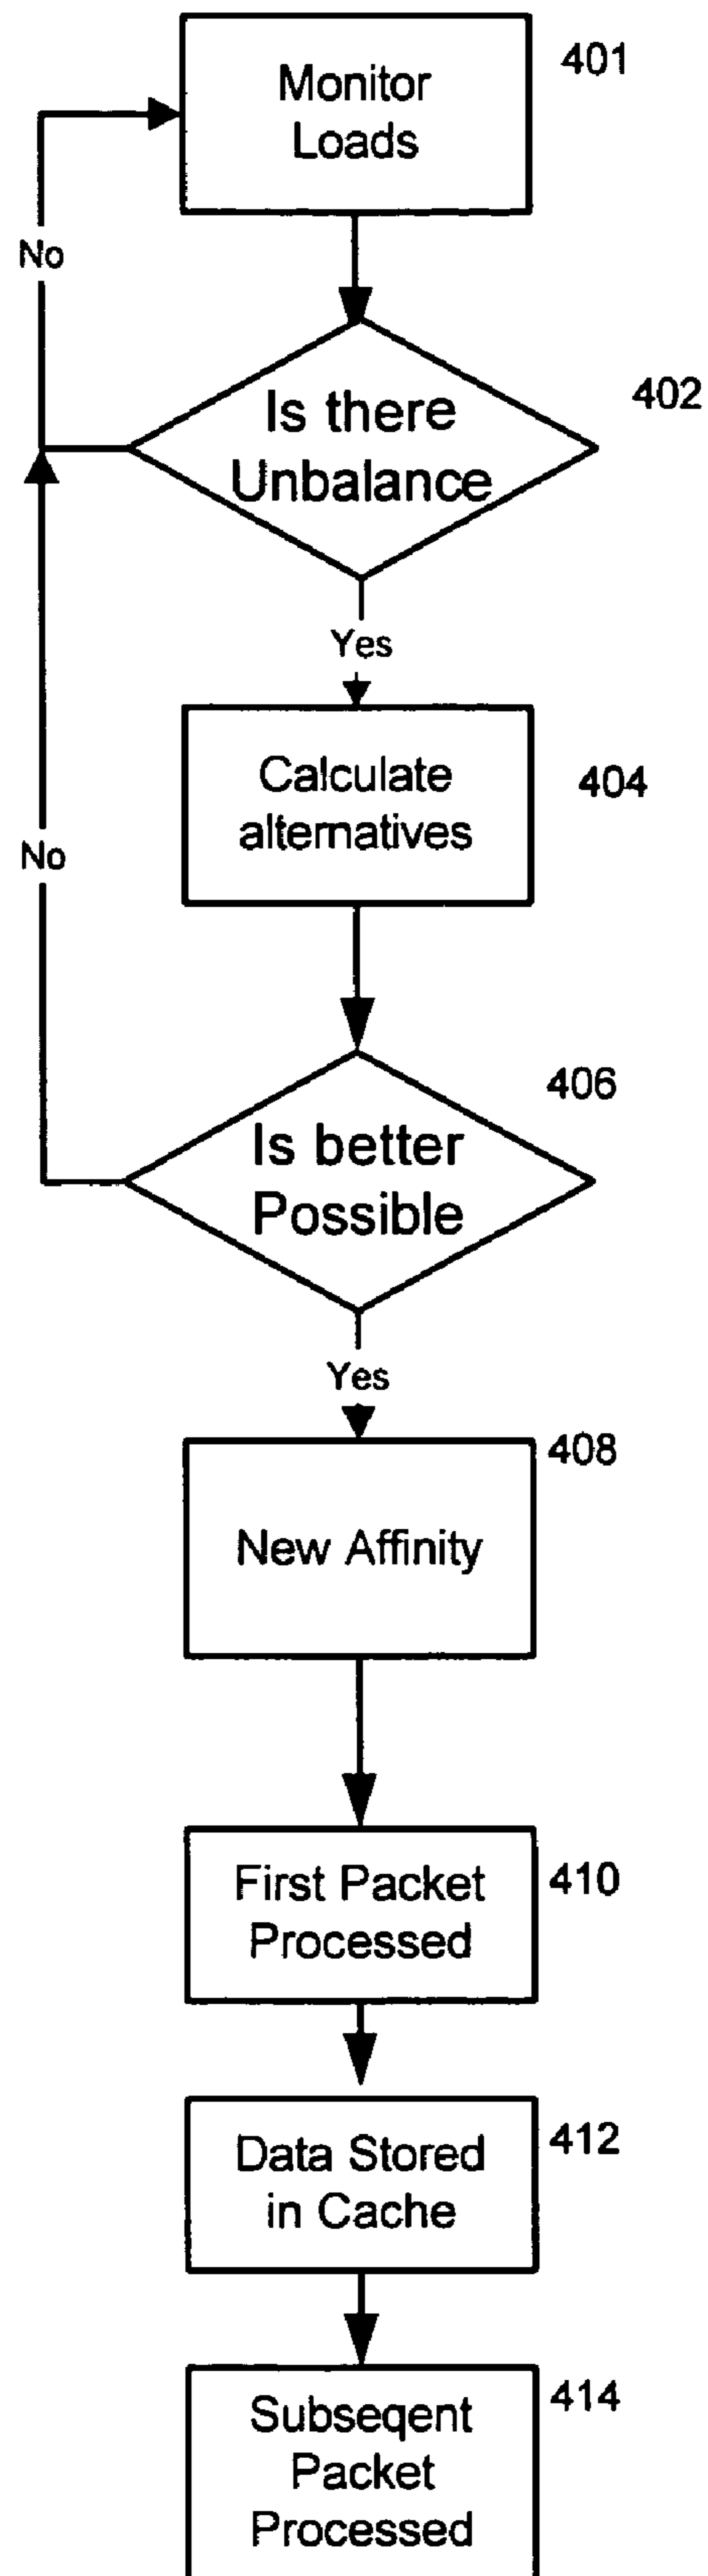 Monitor
Loads
401
No
Is there
Unbalance
402
Yes
Calculate
alternatives
404
No
Is better
Possible
406
Yes
New Affinity
408
First Packet
Processed
410
Data Stored
in Cache
412
Subseqent
Packet
Processed
414